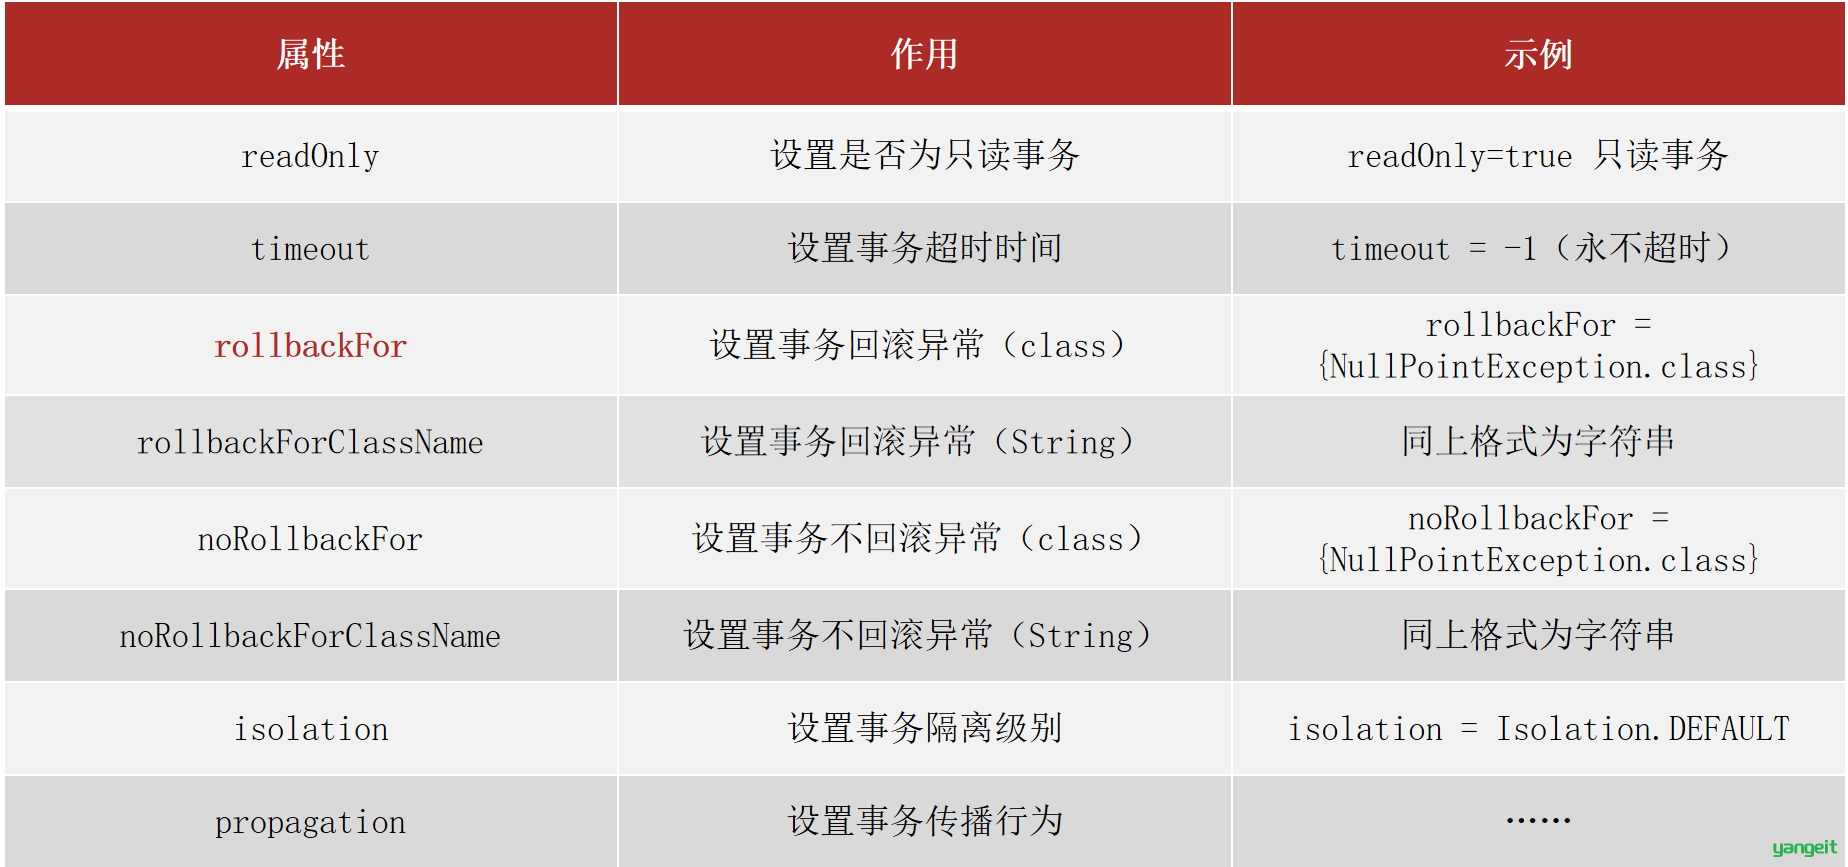 属性 作用 示例
readOnly 设置是否为只读事务 readOnly=true 只读事务
timeout 设置事务超时时间 timeout = -1（永不超时）
rollbackFor 设置事务回滚异常（class） rollbackFor =
{NullPointException.class}
rollbackForClassName 设置事务回滚异常（String） 同上格式为字符串
noRollbackFor 设置事务不回滚异常（class） noRollbackFor =
{NullPointException.class}
noRollbackForClassName 设置事务不回滚异常（String） 同上格式为字符串
isolation 设置事务隔离级别 isolation = Isolation.DEFAULT
propagation 设置事务传播行为 ……
yangeit